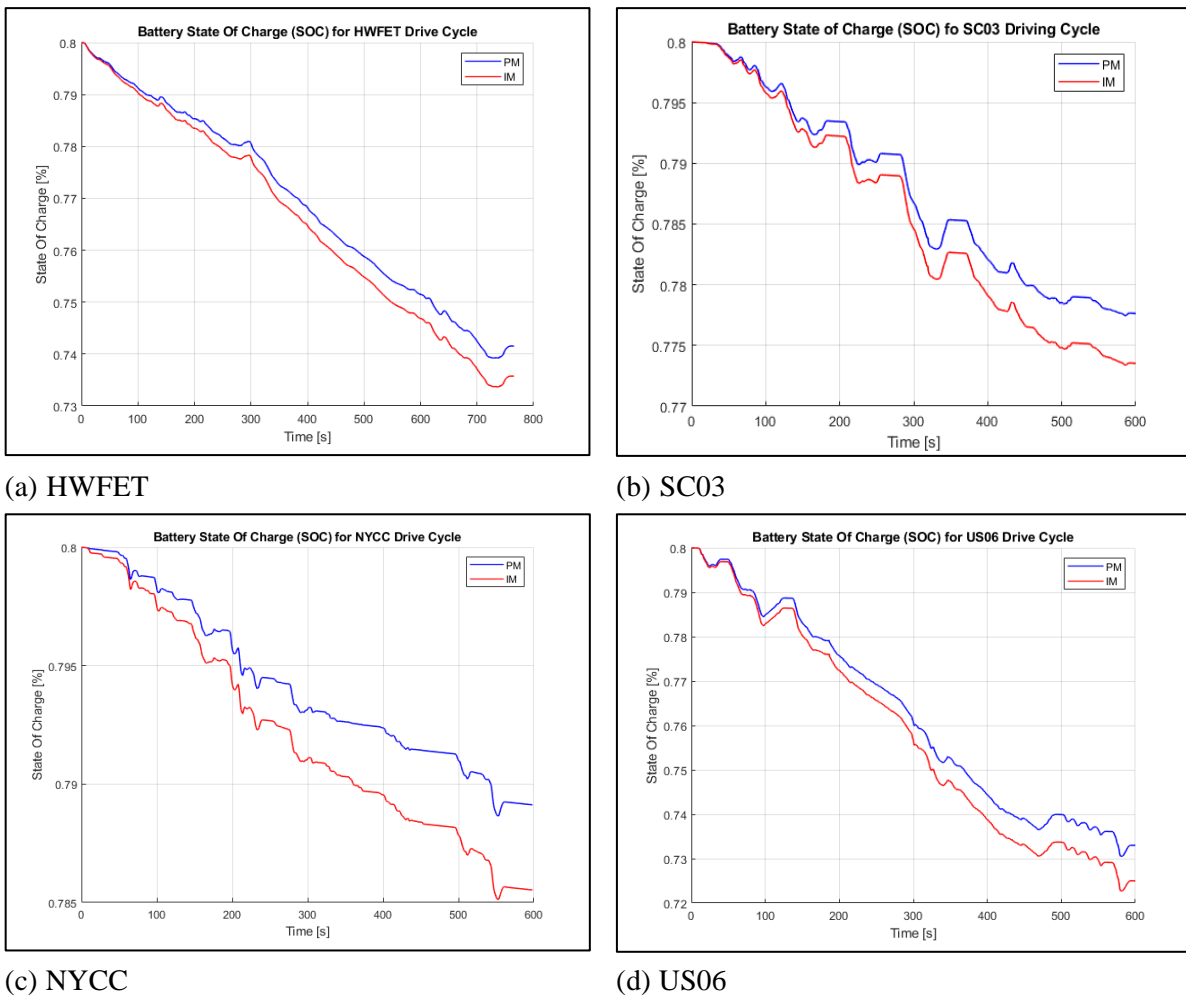 Battery State Of Charge (SOC) for HWFET Drive Cycle
0.8
0.79
0.78
0.77
0.76
0.75
0.74
0.73
State Of Charge [%]
PM
IM
0 100 200 300 400 500 600 700 800
Time [s]
(a) HWFET
Battery State of Charge (SOC) fo SC03 Driving Cycle
0.8
0.795
0.79
0.785
0.78
0.775
0.77
State Of Charge [%]
PM
IM
0 100 200 300 400 500 600
Time [s]
(b) SC03
Battery State Of Charge (SOC) for NYCC Drive Cycle
0.8
0.795
0.79
0.785
State Of Charge [%]
PM
IM
0 100 200 300 400 500 600
Time [s]
(c) NYCC
Battery State Of Charge (SOC) for US06 Drive Cycle
0.8
0.79
0.78
0.77
0.76
0.75
0.74
0.73
0.72
State Of Charge [%]
PM
IM
0 100 200 300 400 500 600
Time [s]
(d) US06